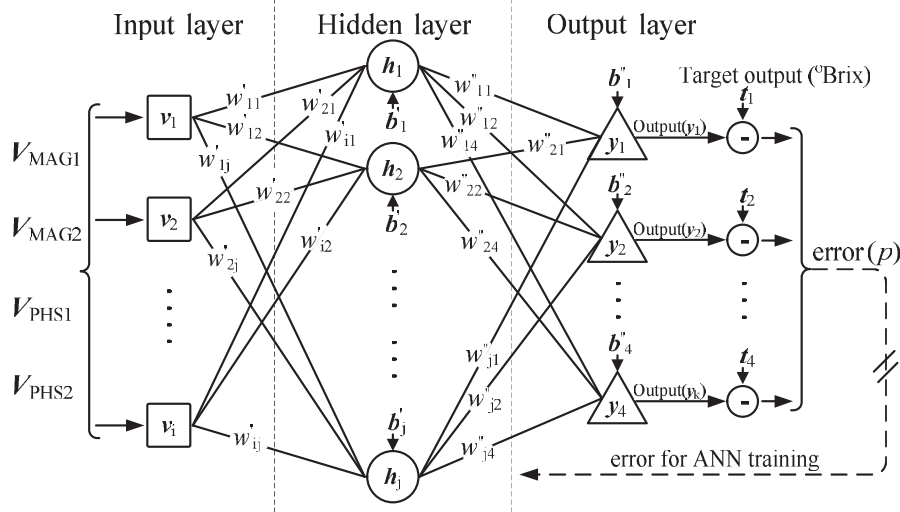 Input layer
Hidden layer
Output layer
Target output (ºBrix)
V_MAG1
V_MAG2
V_PHS1
V_PHS2
v_1
v_2
v_i
w'_11
w'_12
w'_1j
w'_21
w'_22
w'_2j
w_i1
w'_i2
w'_ij
h_1
b'_1
h_2
b'_2
b'_j
h_j
w"_11
w"_12
w"_14
w"_21
w"_22
w"_24
w"_j1
w"_j2
w"_j4
b"_1
y_1
Output(y_1)
t_1
-
b"_2
y_2
Output(y_2)
t_2
-
b"_4
y_4
Output(y_k)
t_4
-
error(p)
error for ANN training